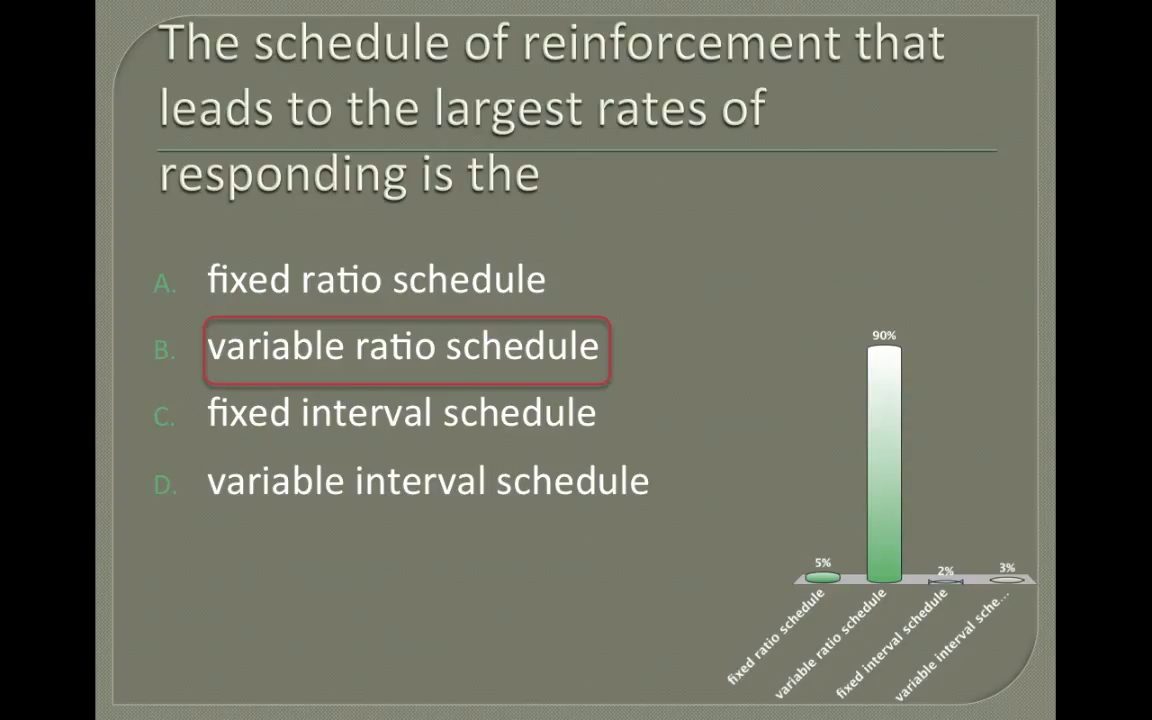 The schedule of reinforcement that
leads to the largest rates of
responding is the
A. fixed ratio schedule
B. variable ratio schedule
C. fixed interval schedule
D. variable interval schedule
90%
5%
2%
3%
fixed ratio schedule
variable ratio schedule
fixed interval schedule
variable interval sche...